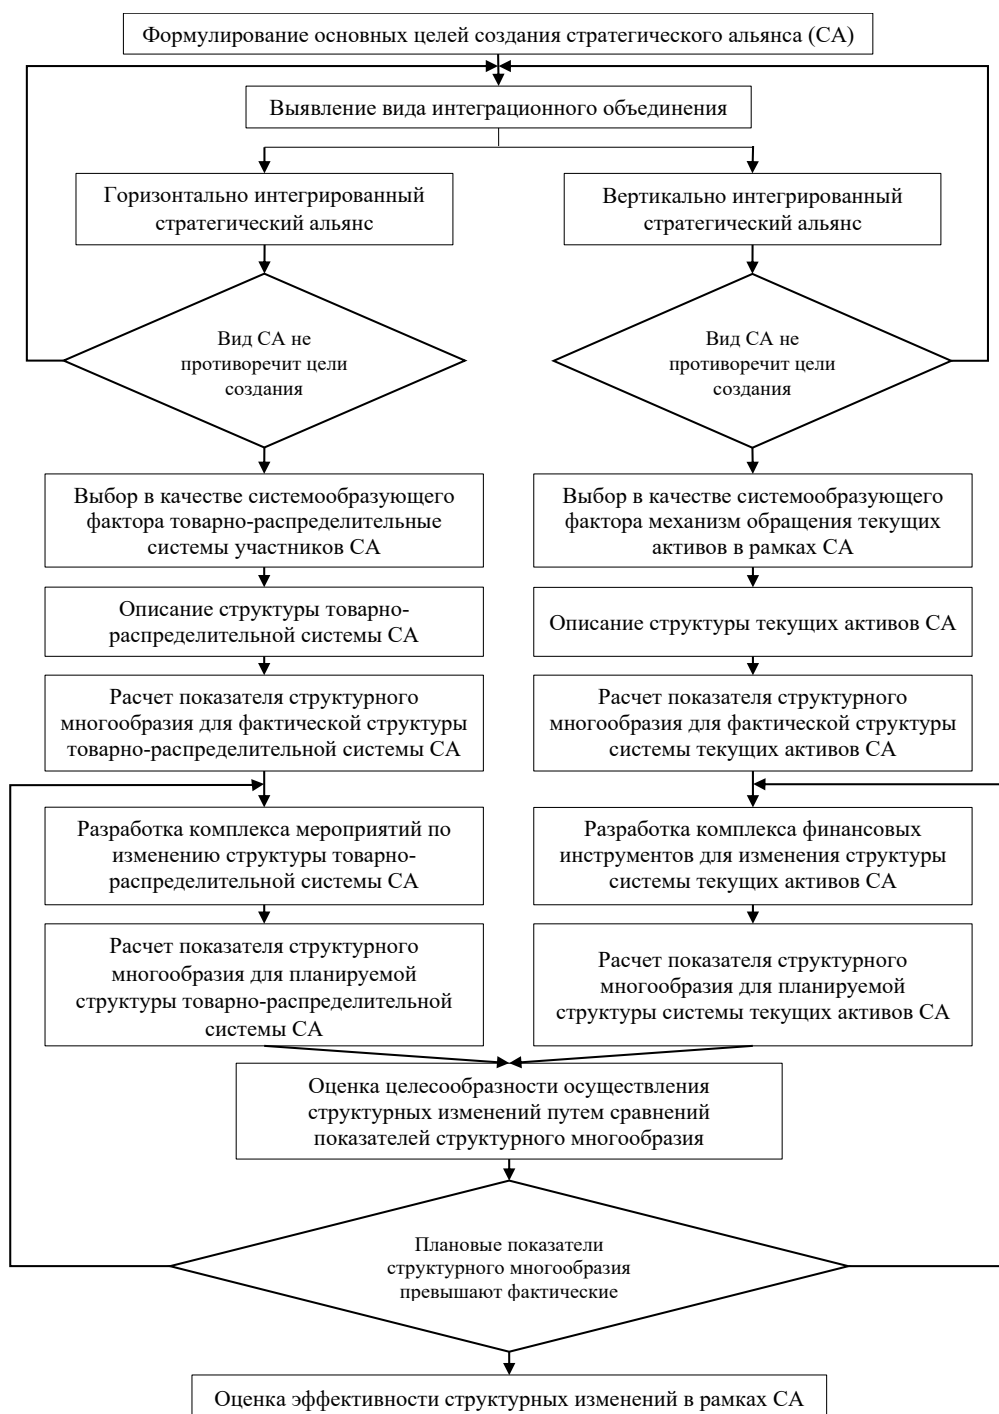 Формулирование основных целей создания стратегического альянса (СА)
Выявление вида интеграционного объединения
Горизонтально интегрированный
стратегический альянс
Вертикально интегрированный
стратегический альянс
Вид СА не
противоречит цели
создания
Вид СА не
противоречит цели
создания
Выбор в качестве системообразующего
фактора товарно-распределительные
системы участников СА
Выбор в качестве системообразующего
фактора механизм обращения текущих
активов в рамках СА
Описание структуры товарно-
распределительной системы СА
Описание структуры текущих активов СА
Расчет показателя структурного
многообразия для фактической структуры
товарно-распределительной системы СА
Расчет показателя структурного
многообразия для фактической структуры
системы текущих активов СА
Разработка комплекса мероприятий по
изменению структуры товарно-
распределительной системы СА
Разработка комплекса финансовых
инструментов для изменения структуры
системы текущих активов СА
Расчет показателя структурного
многообразия для планируемой
структуры товарно-распределительной
системы СА
Расчет показателя структурного
многообразия для планируемой
структуры системы текущих активов СА
Оценка целесообразности осуществления
структурных изменений путем сравнений
показателей структурного многообразия
Плановые показатели
структурного многообразия
превышают фактические
Оценка эффективности структурных изменений в рамках СА